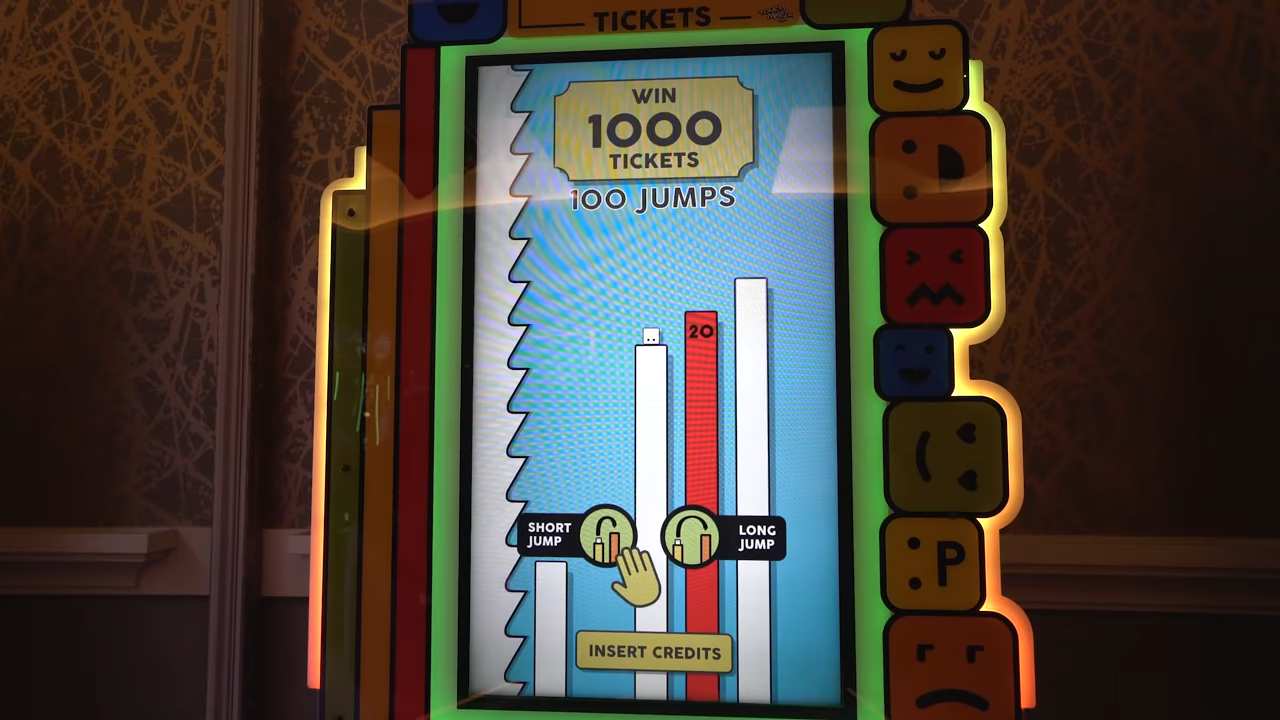 TICKETS
WIN
1000
TICKETS
100 JUMPS
20
SHORT
JUMP
LONG
JUMP
INSERT CREDITS
P